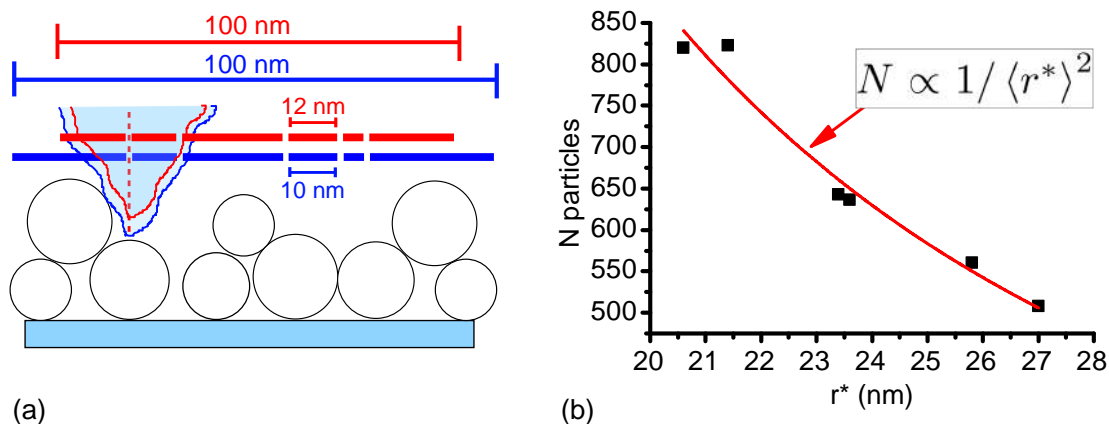 100 nm
100 nm
12 nm
10 nm
(a)
850
800
750
700
650
600
550
500
N particles
N ∝ 1/ ⟨r*⟩²
20 21 22 23 24 25 26 27 28
r* (nm)
(b)